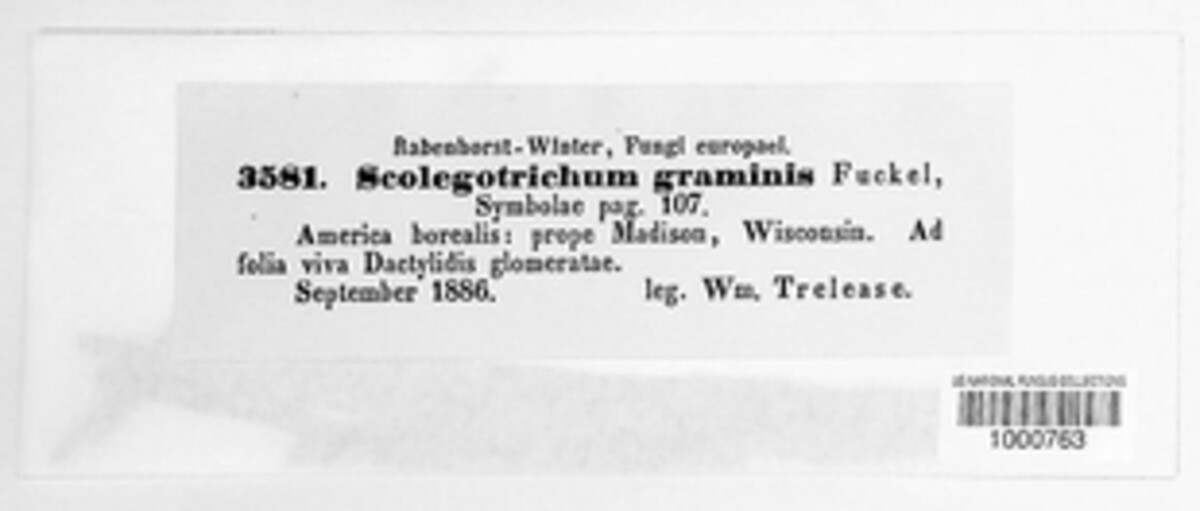 Rabenhorst-Winter, Fungi europaei.
3581. Scolegotrichum graminis Fuckel,
Symbolae pag. 107.
America borealis: prope Madison, Wisconsin. Ad
folia viva Dactylidis glomeratae.
September 1886. leg. Wm. Trelease.
US NATIONAL FUNGUS COLLECTIONS
1000763